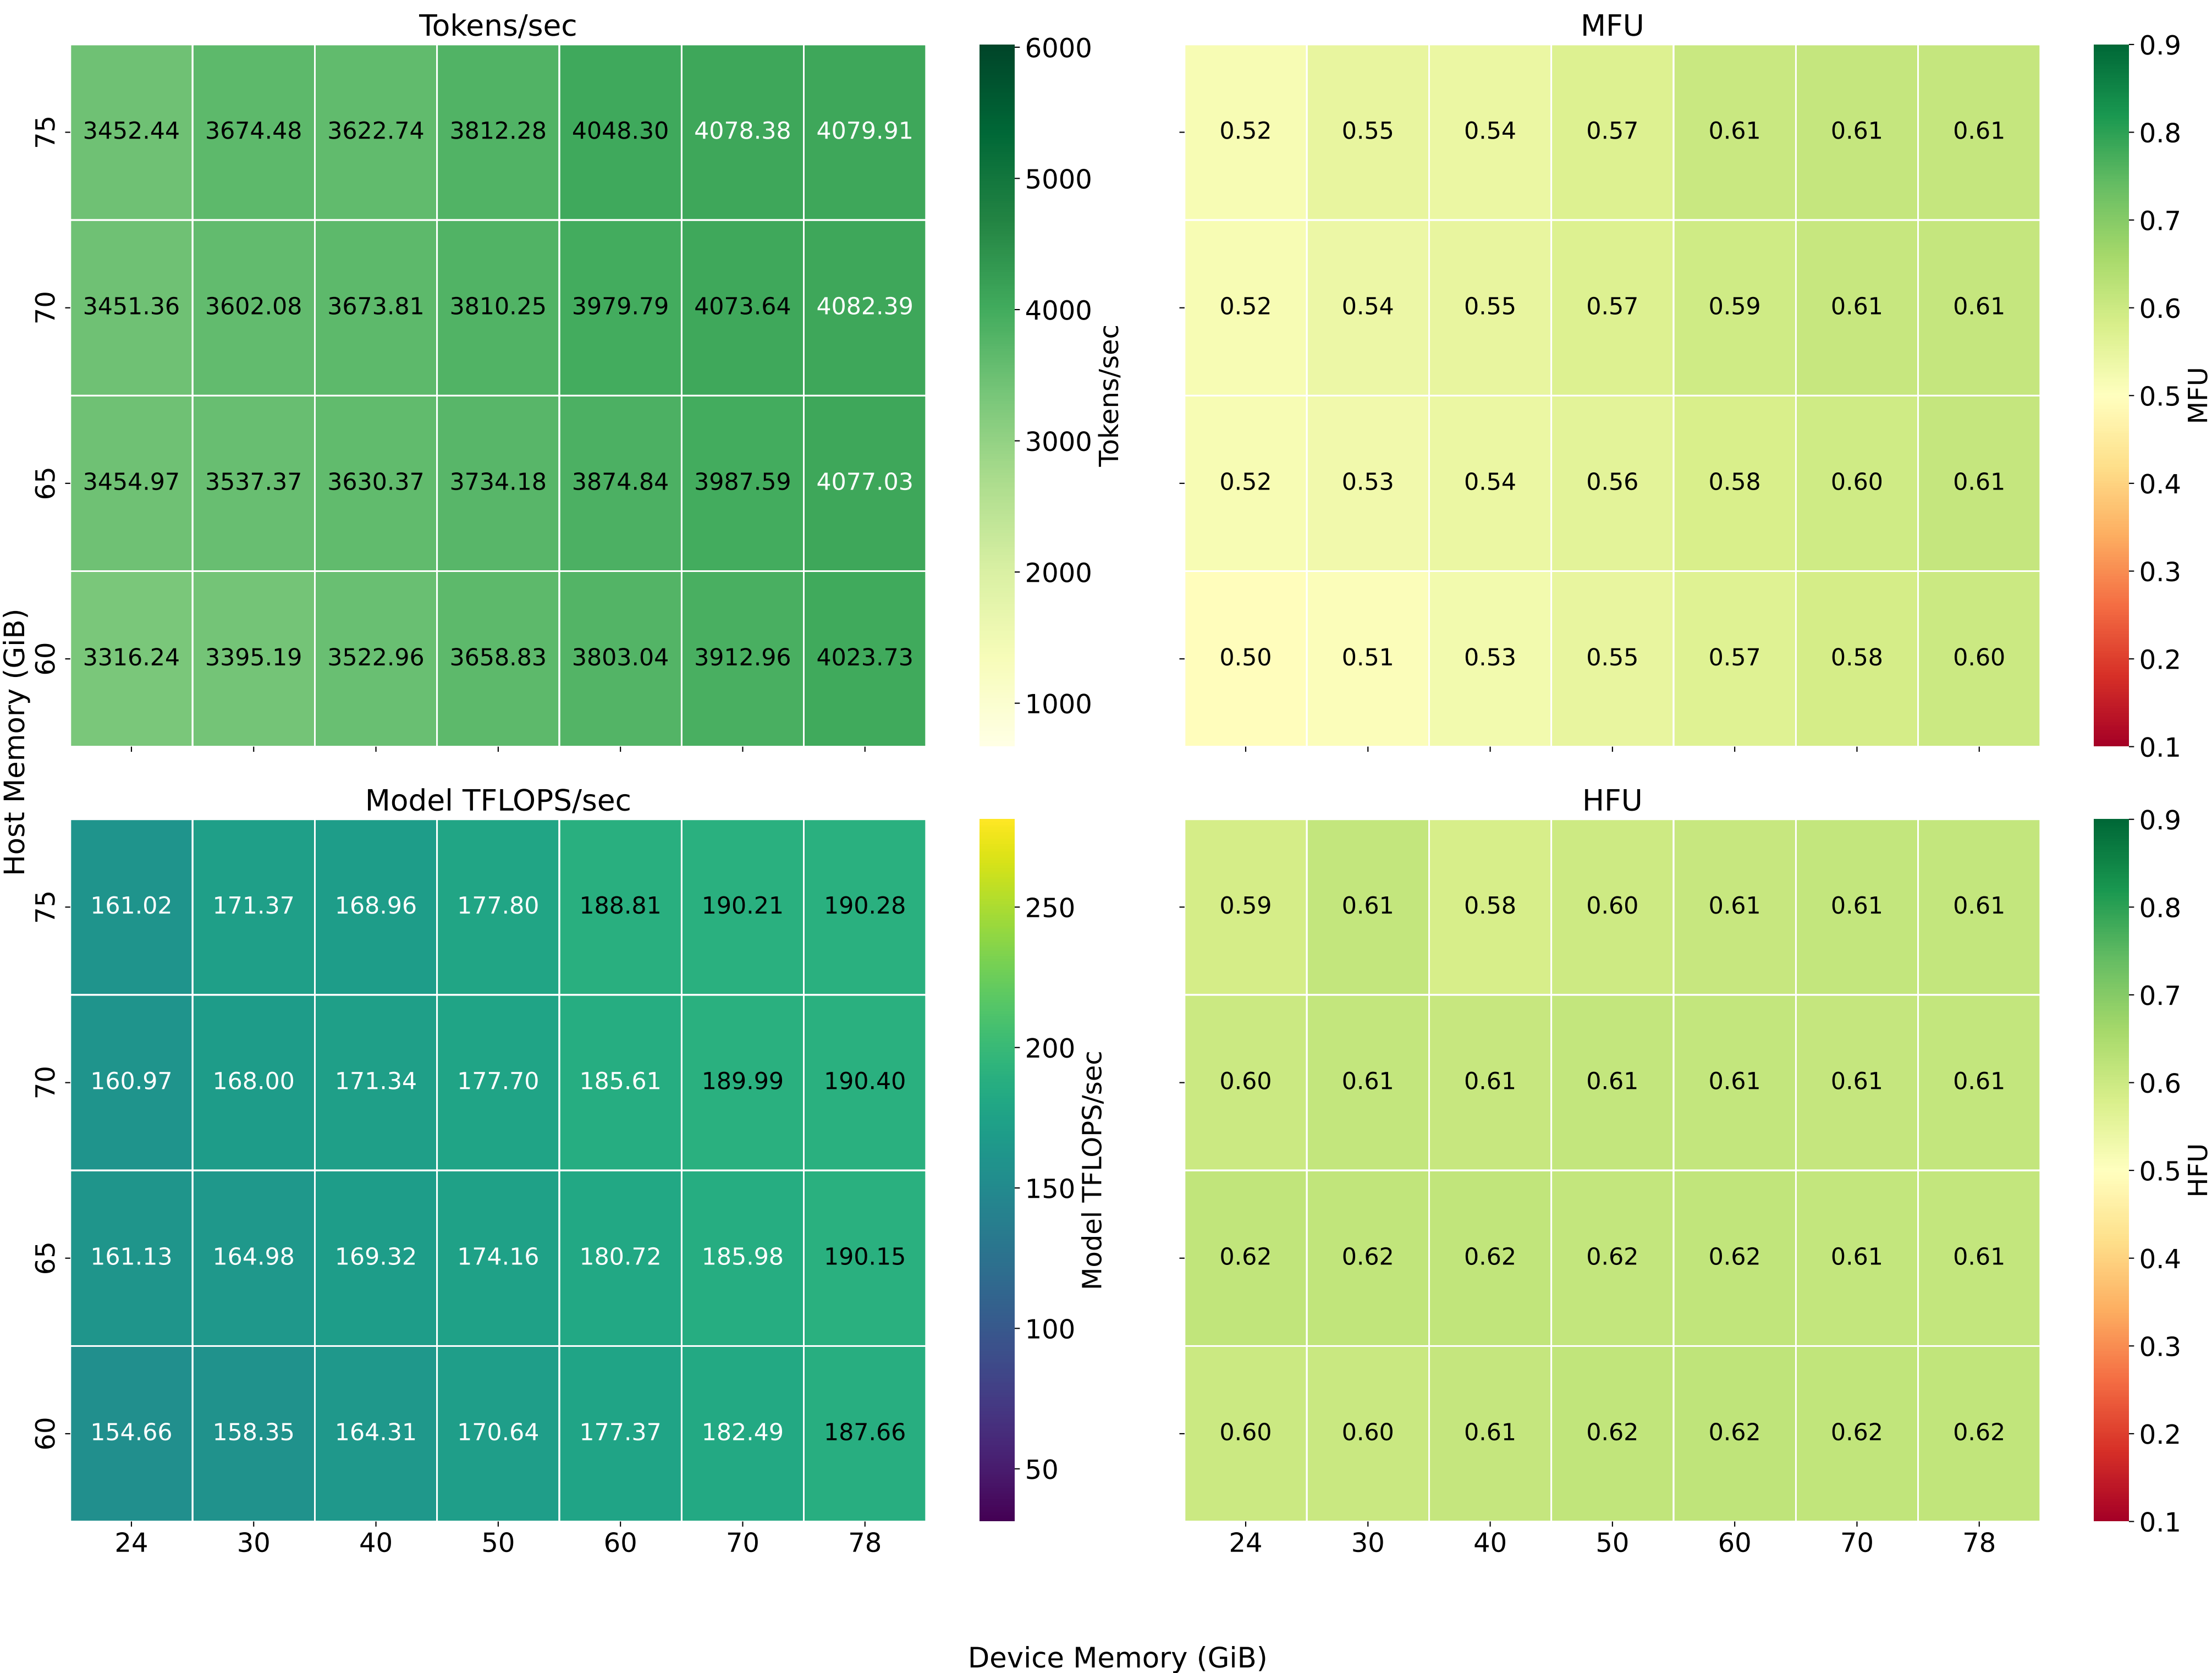 Tokens/sec
75 3452.44 3674.48 3622.74 3812.28 4048.30 4078.38 4079.91
70 3451.36 3602.08 3673.81 3810.25 3979.79 4073.64 4082.39
65 3454.97 3537.37 3630.37 3734.18 3874.84 3987.59 4077.03
60 3316.24 3395.19 3522.96 3658.83 3803.04 3912.96 4023.73
6000
5000
4000
3000
2000
1000
Tokens/sec
MFU
0.52 0.55 0.54 0.57 0.61 0.61 0.61
0.52 0.54 0.55 0.57 0.59 0.61 0.61
0.52 0.53 0.54 0.56 0.58 0.60 0.61
0.50 0.51 0.53 0.55 0.57 0.58 0.60
0.9
0.8
0.7
0.6
0.5
0.4
0.3
0.2
0.1
MFU
Host Memory (GiB)
Model TFLOPS/sec
75 161.02 171.37 168.96 177.80 188.81 190.21 190.28
70 160.97 168.00 171.34 177.70 185.61 189.99 190.40
65 161.13 164.98 169.32 174.16 180.72 185.98 190.15
60 154.66 158.35 164.31 170.64 177.37 182.49 187.66
24 30 40 50 60 70 78
250
200
150
100
50
Model TFLOPS/sec
HFU
0.59 0.61 0.58 0.60 0.61 0.61 0.61
0.60 0.61 0.61 0.61 0.61 0.61 0.61
0.62 0.62 0.62 0.62 0.62 0.61 0.61
0.60 0.60 0.61 0.62 0.62 0.62 0.62
24 30 40 50 60 70 78
0.9
0.8
0.7
0.6
0.5
0.4
0.3
0.2
0.1
HFU
Device Memory (GiB)